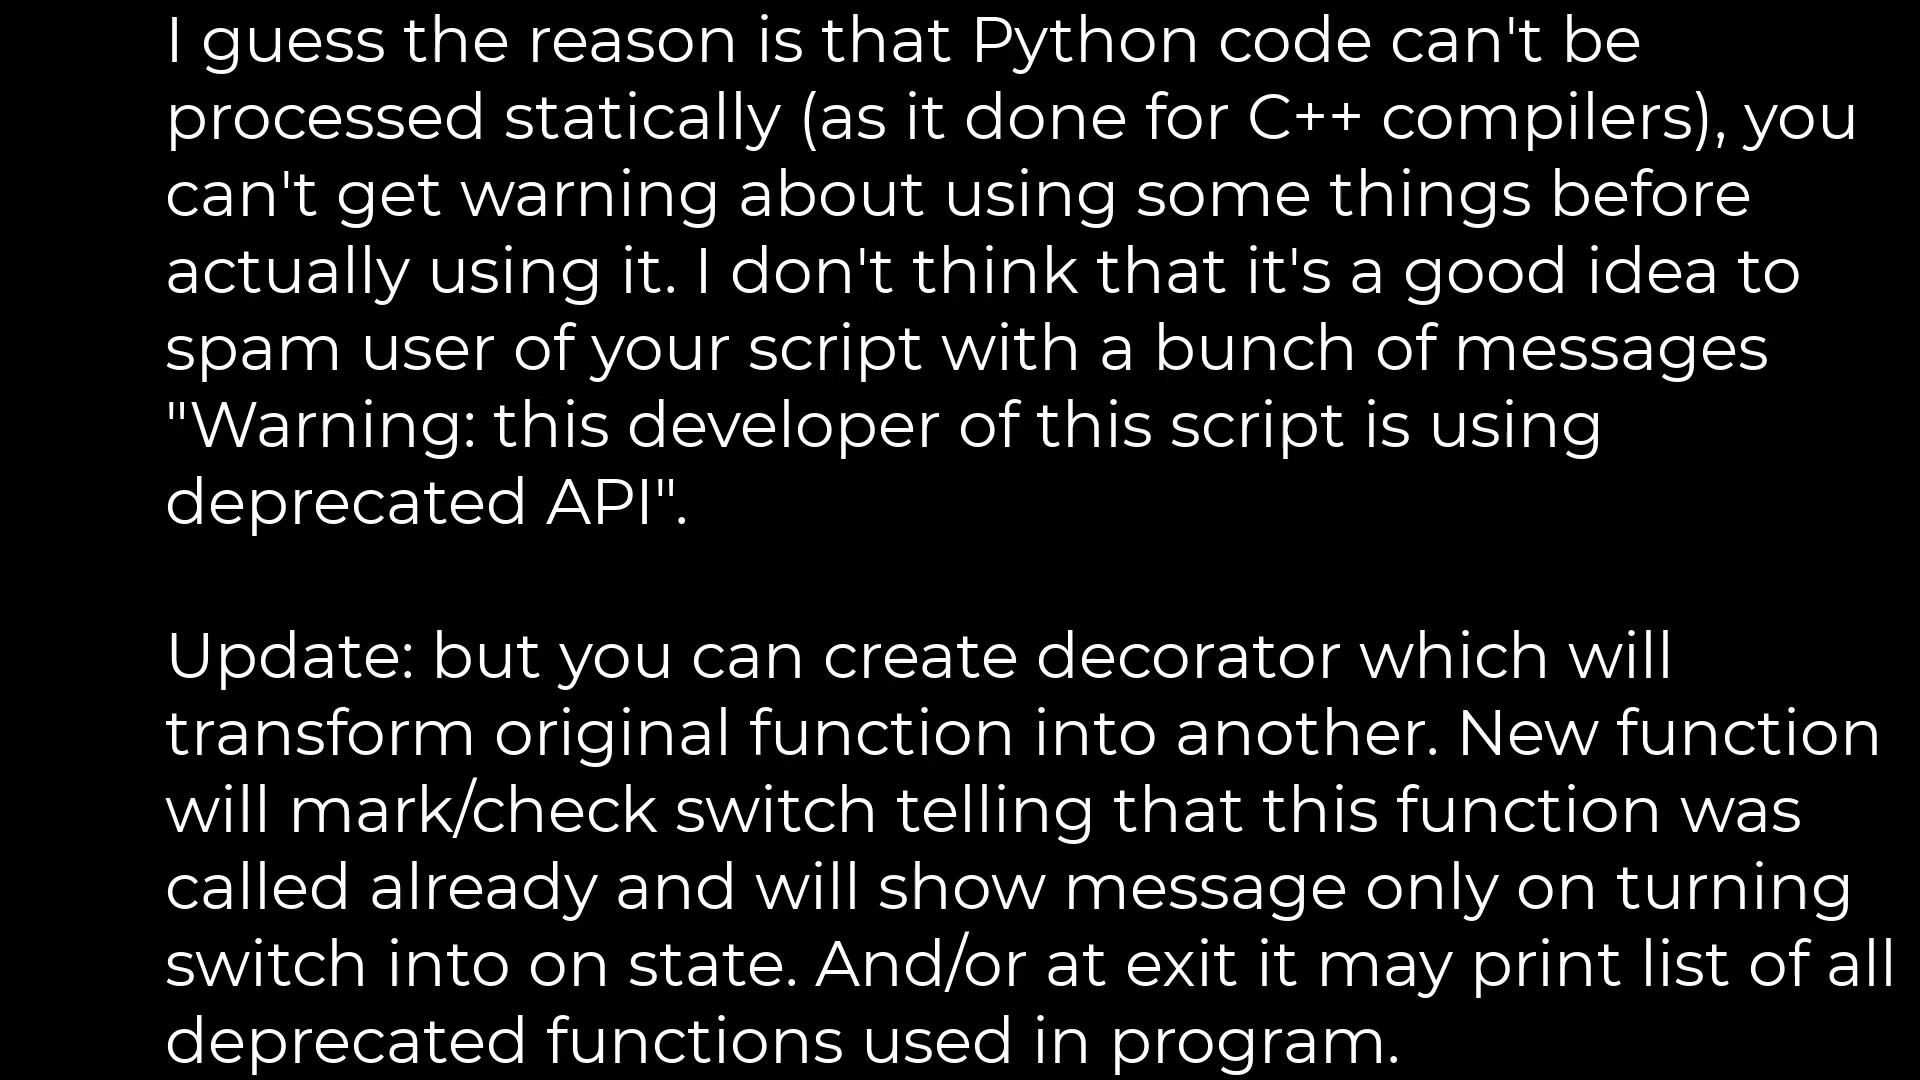 I guess the reason is that Python code can't be
processed statically (as it done for C++ compilers), you
can't get warning about using some things before
actually using it. I don't think that it's a good idea to
spam user of your script with a bunch of messages
"Warning: this developer of this script is using
deprecated API".
Update: but you can create decorator which will
transform original function into another. New function
will mark/check switch telling that this function was
called already and will show message only on turning
switch into on state. And/or at exit it may print list of all
deprecated functions used in program.